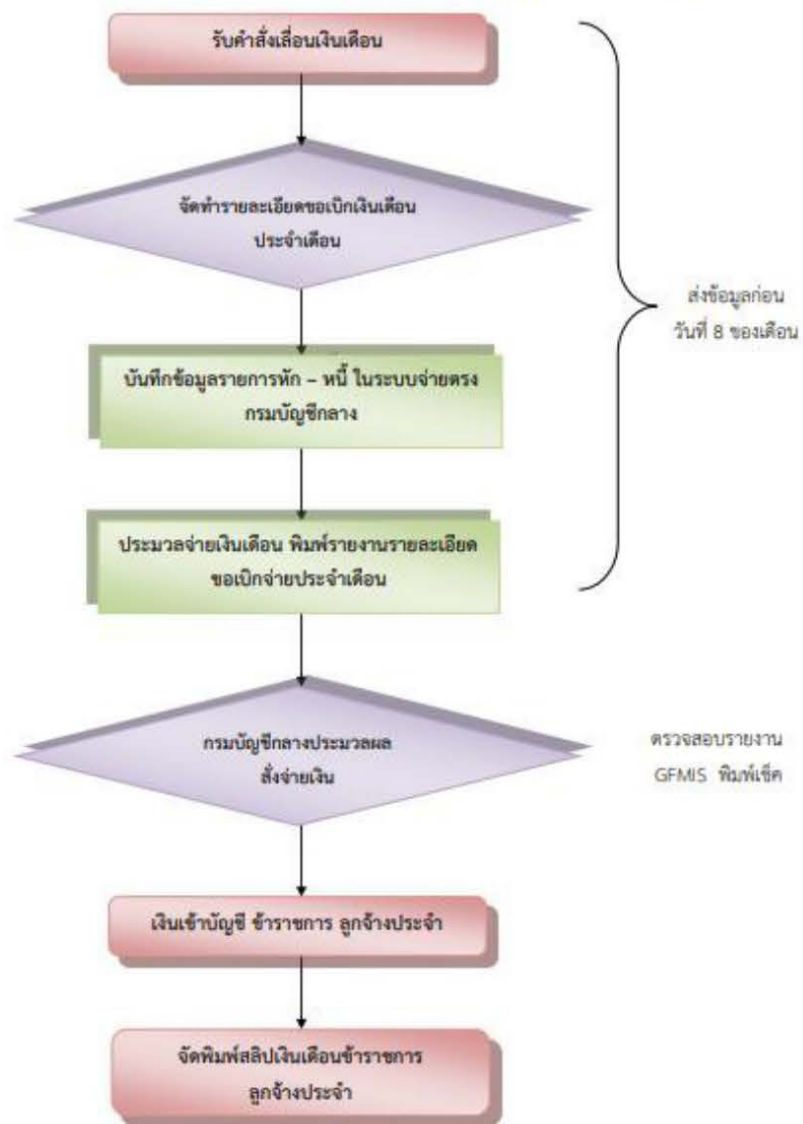 รับคำสั่งเลื่อนเงินเดือน
จัดทำรายละเอียดขอเบิกเงินเดือน
ประจำเดือน
ส่งข้อมูลก่อน
วันที่ 8 ของเดือน
บันทึกข้อมูลรายการหัก – หนี้ ในระบบจ่ายตรง
กรมบัญชีกลาง
ประมวลจ่ายเงินเดือน พิมพ์รายงานรายละเอียด
ขอเบิกจ่ายประจำเดือน
กรมบัญชีกลางประมวลผล
สั่งจ่ายเงิน
ตรวจสอบรายงาน
GFMIS พิมพ์เช็ค
เงินเข้าบัญชี ข้าราชการ ลูกจ้างประจำ
จัดพิมพ์สลิปเงินเดือนข้าราชการ
ลูกจ้างประจำ